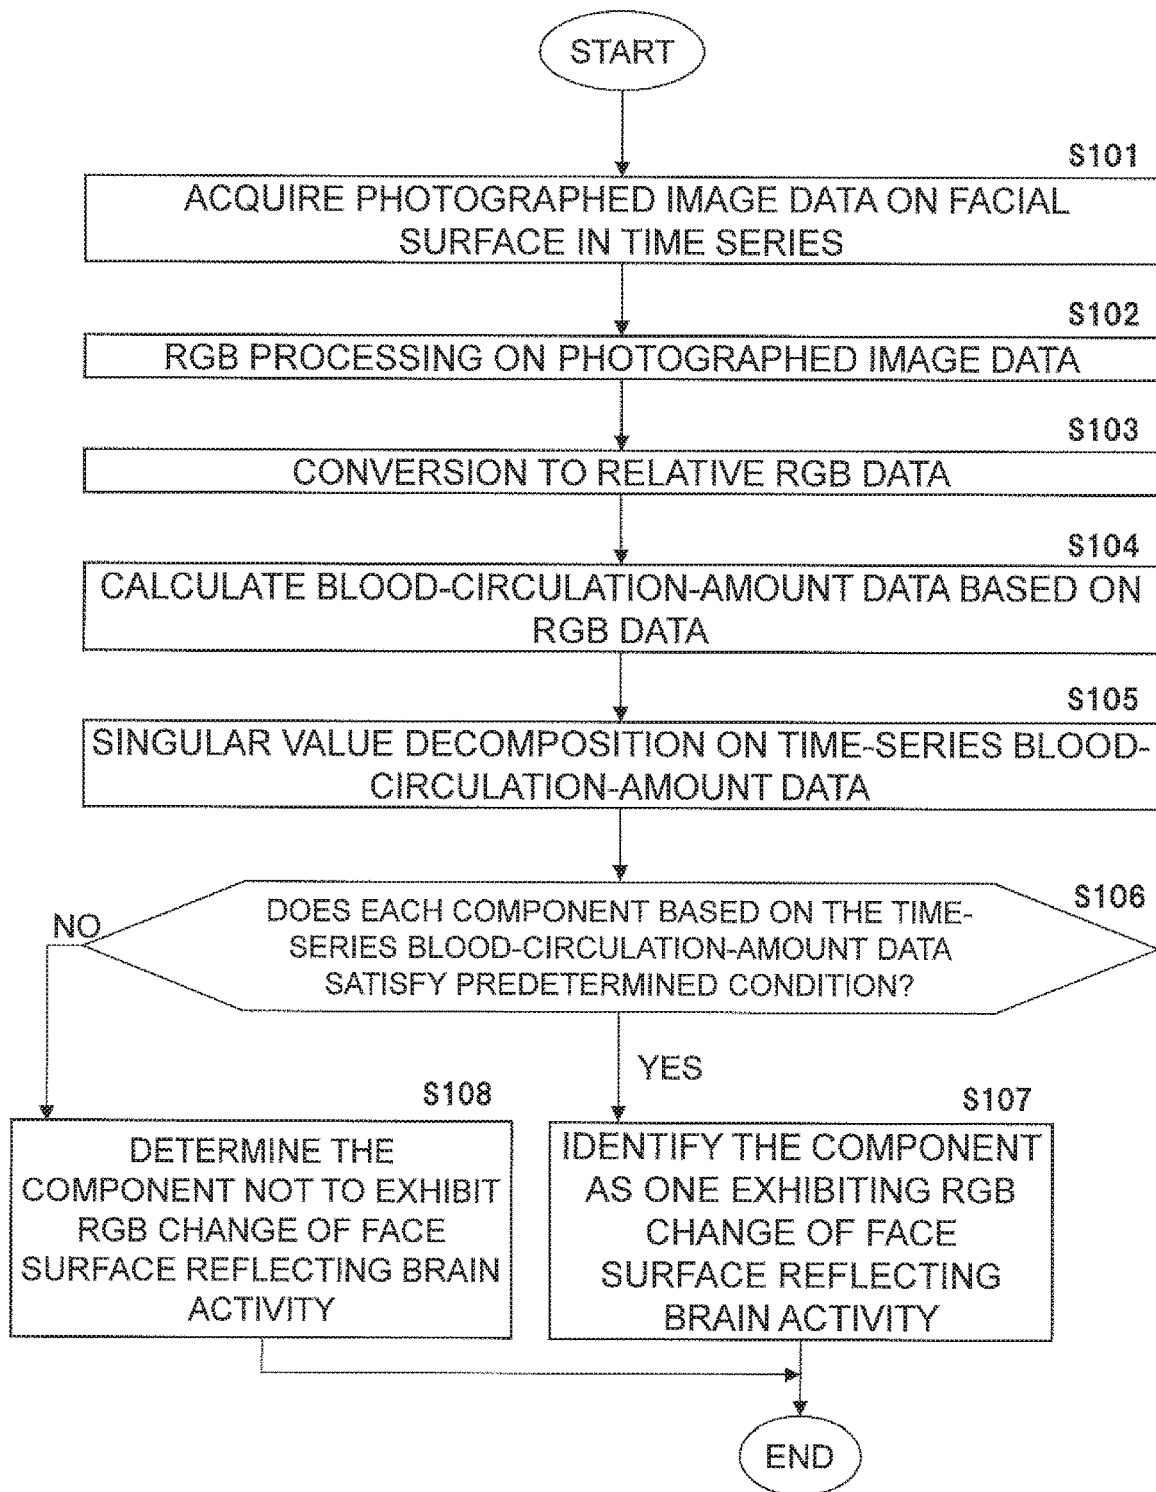 START
S101
ACQUIRE PHOTOGRAPHED IMAGE DATA ON FACIAL
SURFACE IN TIME SERIES
S102
RGB PROCESSING ON PHOTOGRAPHED IMAGE DATA
S103
CONVERSION TO RELATIVE RGB DATA
S104
CALCULATE BLOOD-CIRCULATION-AMOUNT DATA BASED ON
RGB DATA
S105
SINGULAR VALUE DECOMPOSITION ON TIME-SERIES BLOOD-
CIRCULATION-AMOUNT DATA
S106
DOES EACH COMPONENT BASED ON THE TIME-
SERIES BLOOD-CIRCULATION-AMOUNT DATA
SATISFY PREDETERMINED CONDITION?
NO
YES
S108
DETERMINE THE
COMPONENT NOT TO EXHIBIT
RGB CHANGE OF FACE
SURFACE REFLECTING BRAIN
ACTIVITY
S107
IDENTIFY THE COMPONENT
AS ONE EXHIBITING RGB
CHANGE OF FACE
SURFACE REFLECTING
BRAIN ACTIVITY
END